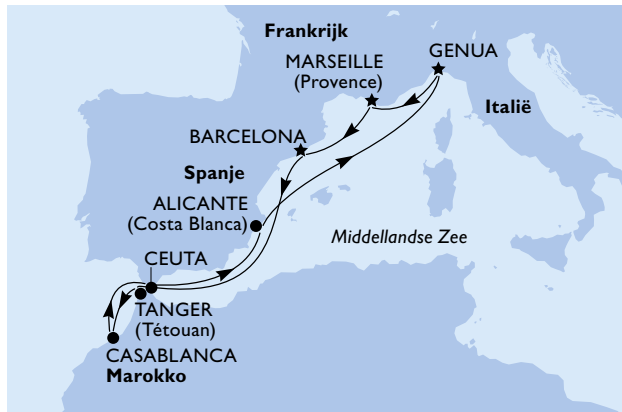 Frankrijk
GENUA
MARSEILLE
(Provence)
Italië
BARCELONA
Spanje
ALICANTE
(Costa Blanca)
Middellandse Zee
CEUTA
TANGER
(Tétouan)
CASABLANCA
Marokko